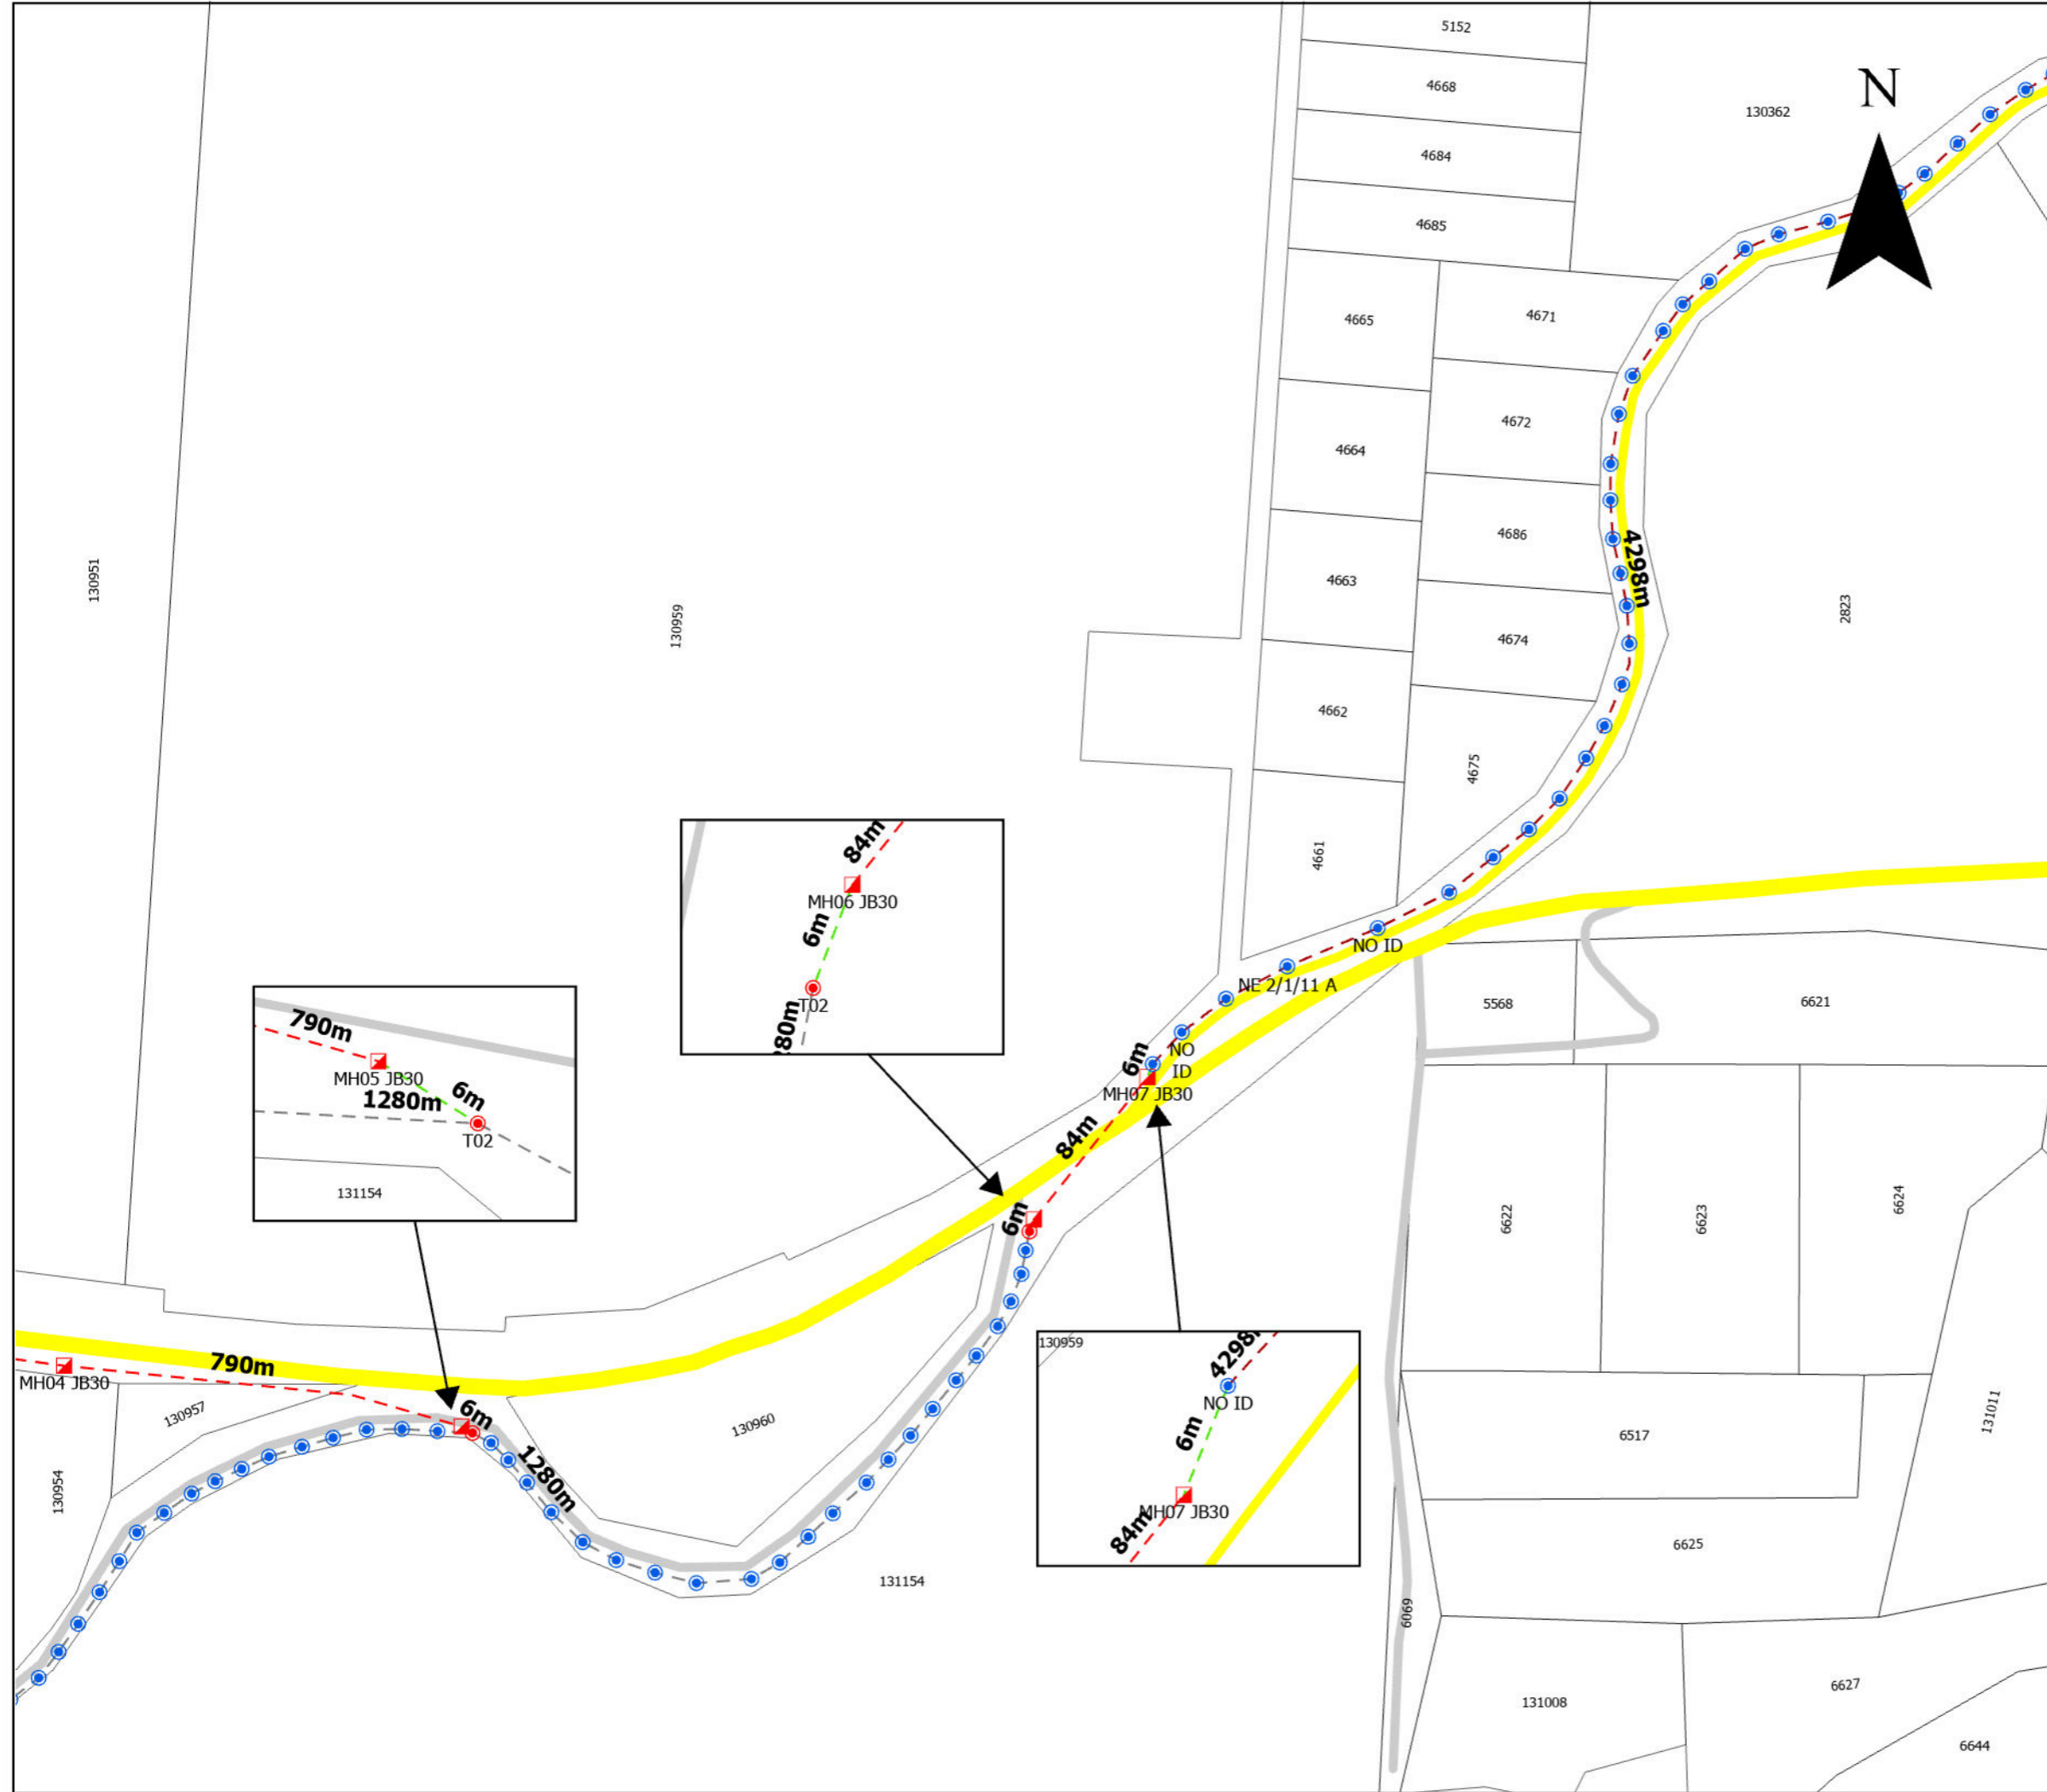 5152
4668
N
130362
4684
4685
4665
4671
4664
4672
4686
4298m
130951
130959
4663
2823
4674
4662
4675
84m
MH06 JB30
6m
T02
280m
4661
NO ID
NE 2/1/11 A
5568
6621
790m
MH05 JB30
6m
1280m
T02
131154
6m
NO
ID
MH07 JB30
84m
6m
6622
6623
6624
130959
4298m
NO ID
6m
MH07 JB30
84m
790m
MH04 JB30
130957
6m
130960
131011
6517
130954
1280m
6625
131154
6069
131008
6627
6644